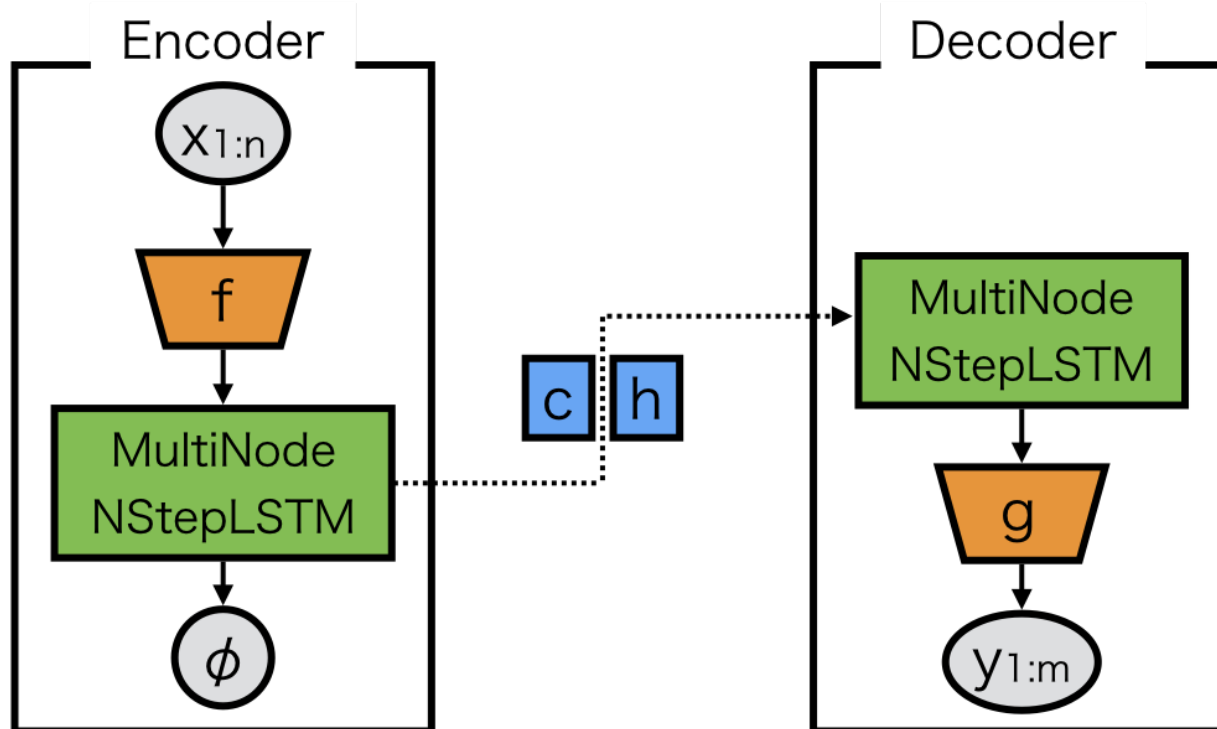 Encoder
x1:n
f
MultiNode
NStepLSTM
ϕ
c
h
Decoder
MultiNode
NStepLSTM
g
y1:m